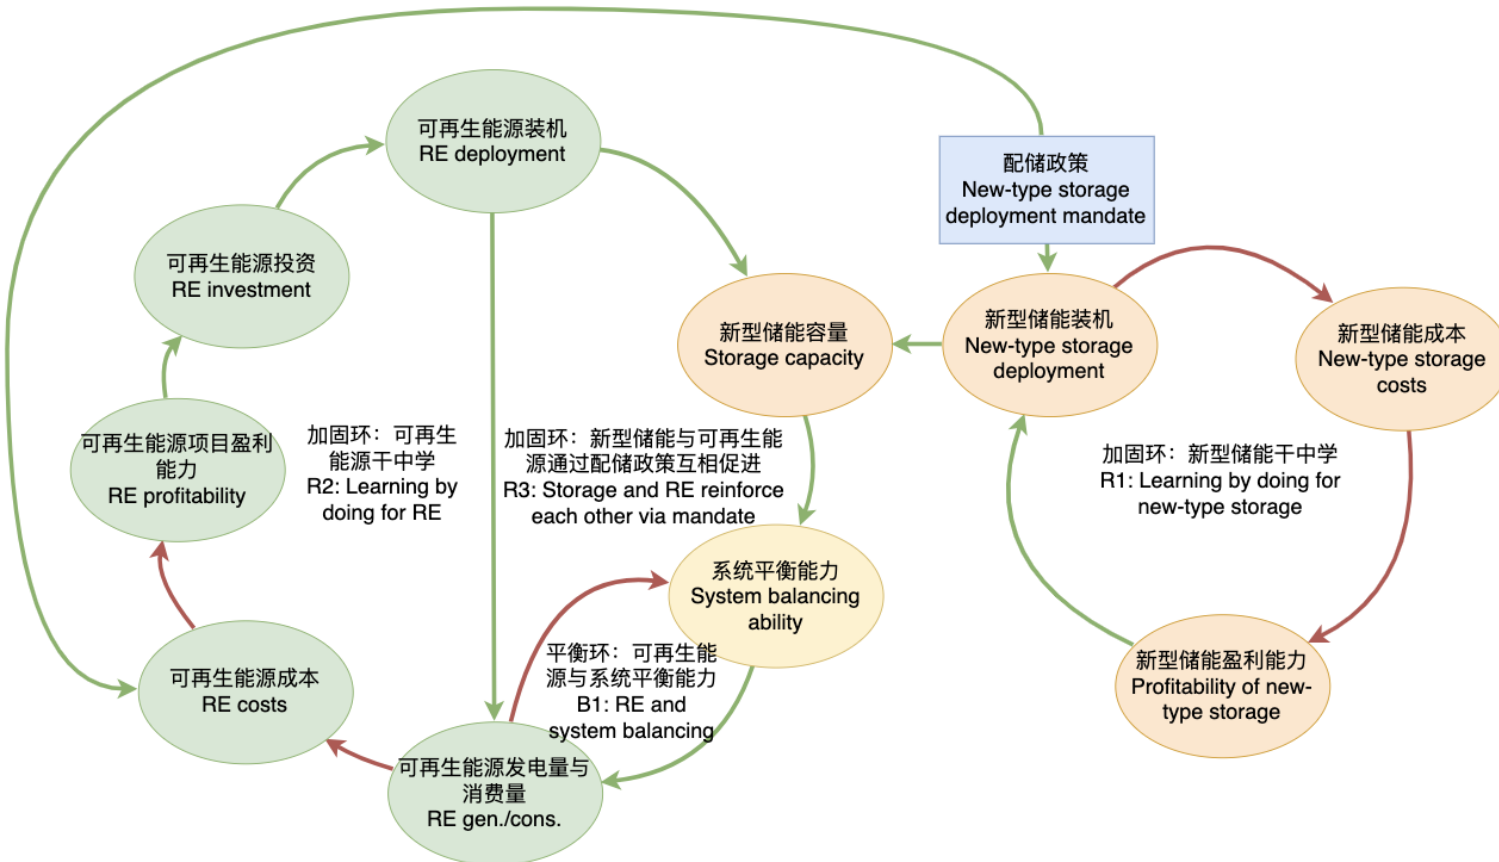 可再生能源装机
RE deployment
配储政策
New-type storage
deployment mandate
可再生能源投资
RE investment
新型储能容量
Storage capacity
新型储能装机
New-type storage
deployment
新型储能成本
New-type storage
costs
可再生能源项目盈利
能力
RE profitability
加固环：可再生
能源干中学
R2: Learning by
doing for RE
加固环：新型储能与可再生能
源通过配储政策互相促进
R3: Storage and RE reinforce
each other via mandate
加固环：新型储能干中学
R1: Learning by doing for
new-type storage
系统平衡能力
System balancing
ability
平衡环：可再生能
源与系统平衡能力
B1: RE and
system balancing
可再生能源成本
RE costs
新型储能盈利能力
Profitability of new-
type storage
可再生能源发电量与
消费量
RE gen./cons.